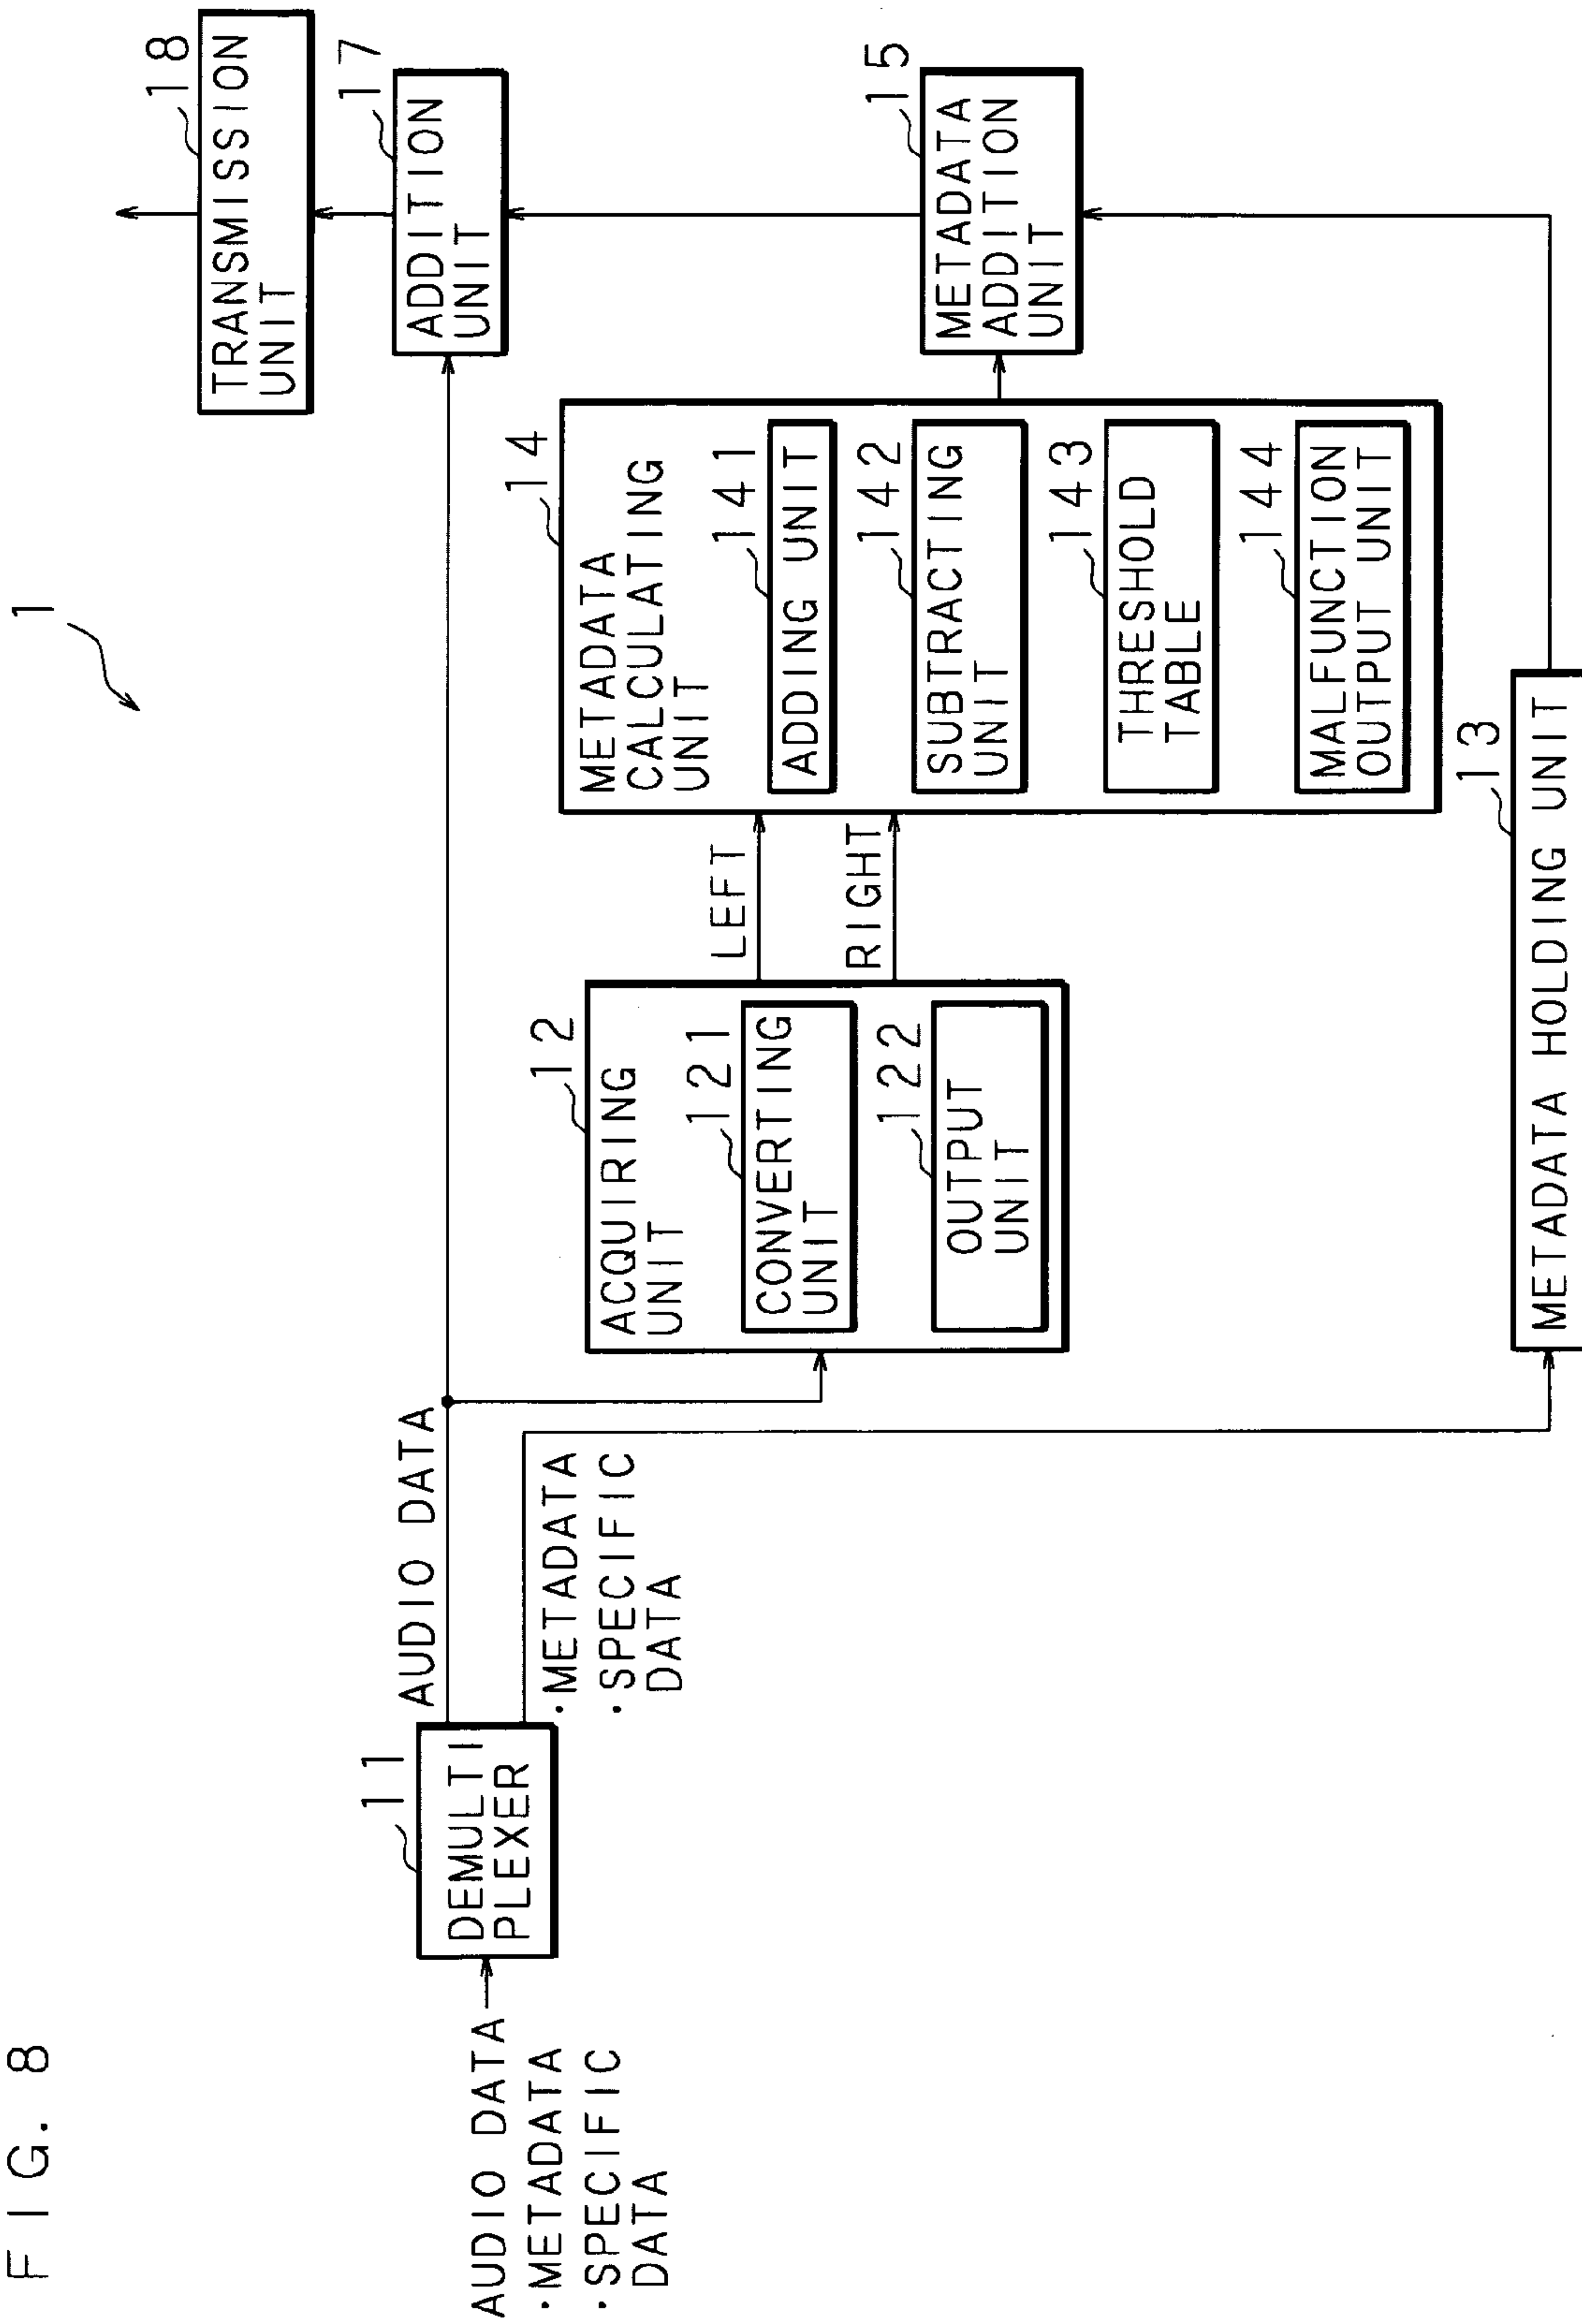 FIG. 8
1
AUDIO DATA
·METADATA
·SPECIFIC
DATA
11
DEMULTI
PLEXER
AUDIO DATA
·METADATA
·SPECIFIC
DATA
12
ACQUIRING
UNIT
121
CONVERTING
UNIT
122
OUTPUT
UNIT
LEFT
RIGHT
14
METADATA
CALCULATING
UNIT
141
ADDING UNIT
142
SUBTRACTING
UNIT
143
THRESHOLD
TABLE
144
MALFUNCTION
OUTPUT UNIT
13
METADATA HOLDING UNIT
18
TRANSMISSION
UNIT
17
ADDITION
UNIT
15
METADATA
ADDITION
UNIT